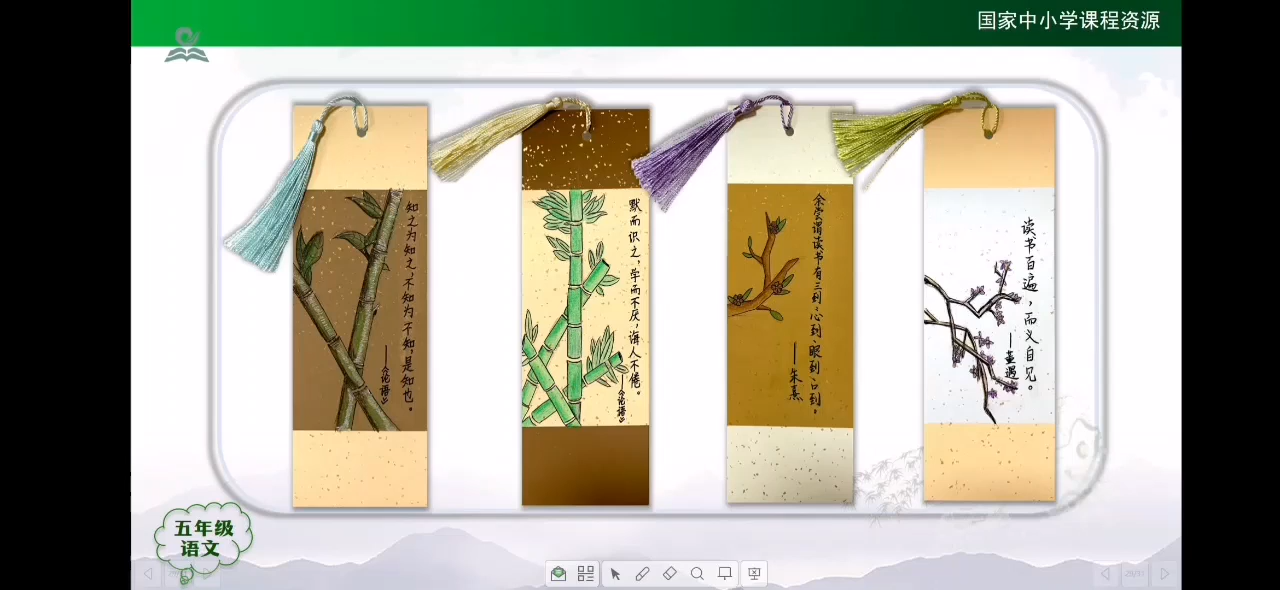 国家中小学课程资源
知之为知之，不知为不知，是知也。
——《论语》
默而识之，学而不厌，诲人不倦。
——《论语》
余尝谓读书有三到：心到、眼到、口到。
——朱熹
读书百遍，而义自见。
——董遇
五年级
语文
29/31